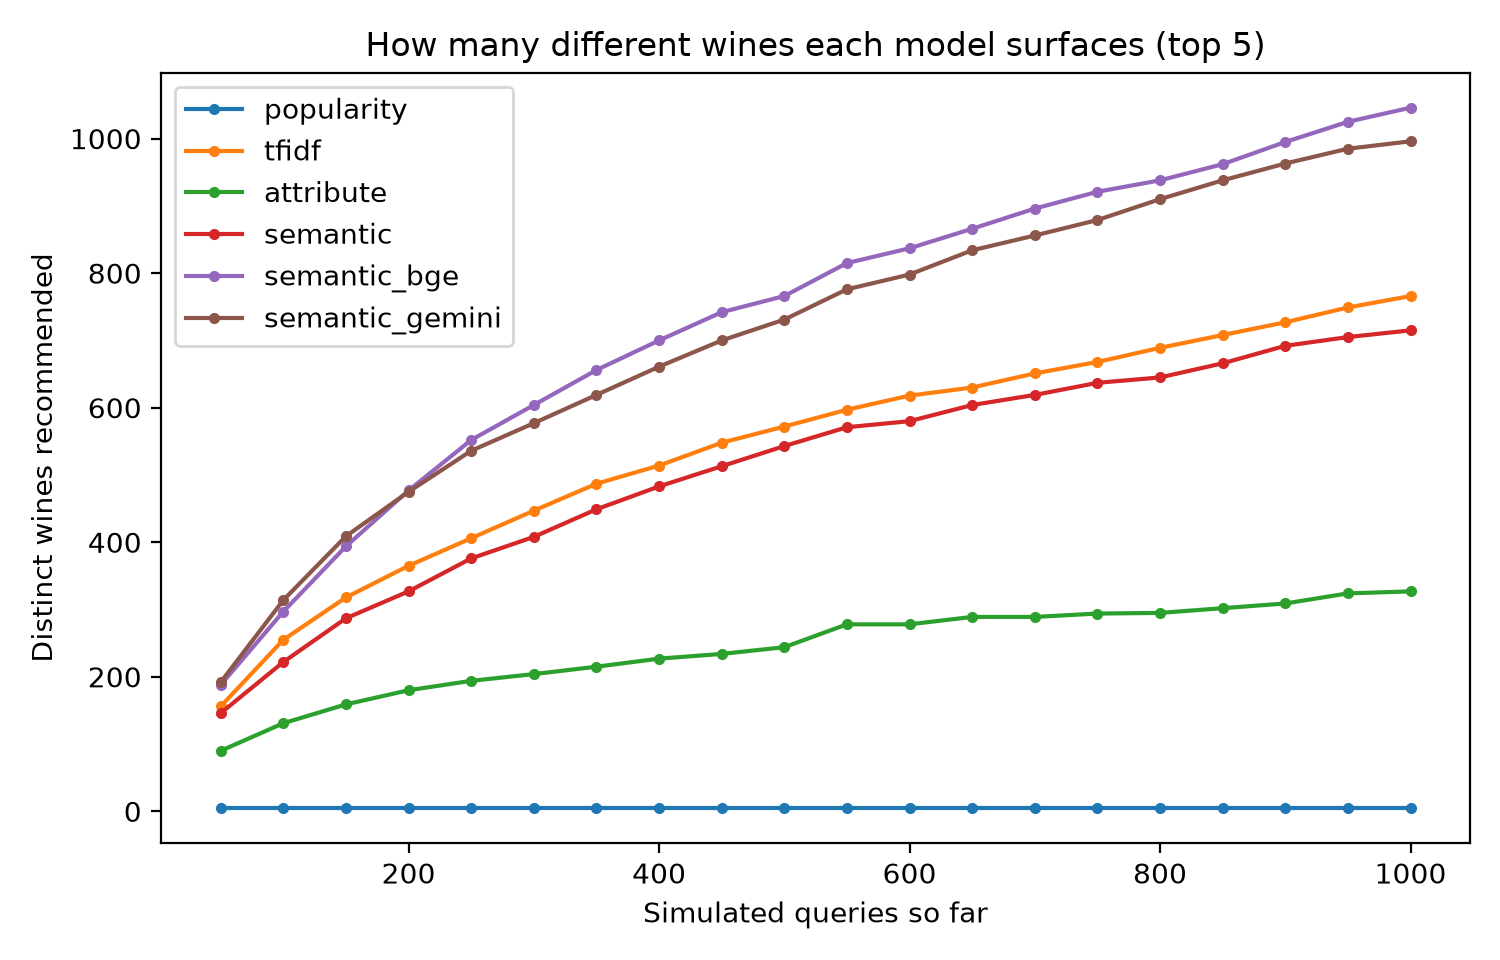 How many different wines each model surfaces (top 5)
popularity
tfidf
attribute
semantic
semantic_bge
semantic_gemini
Distinct wines recommended
1000
800
600
400
200
0
200 400 600 800 1000
Simulated queries so far